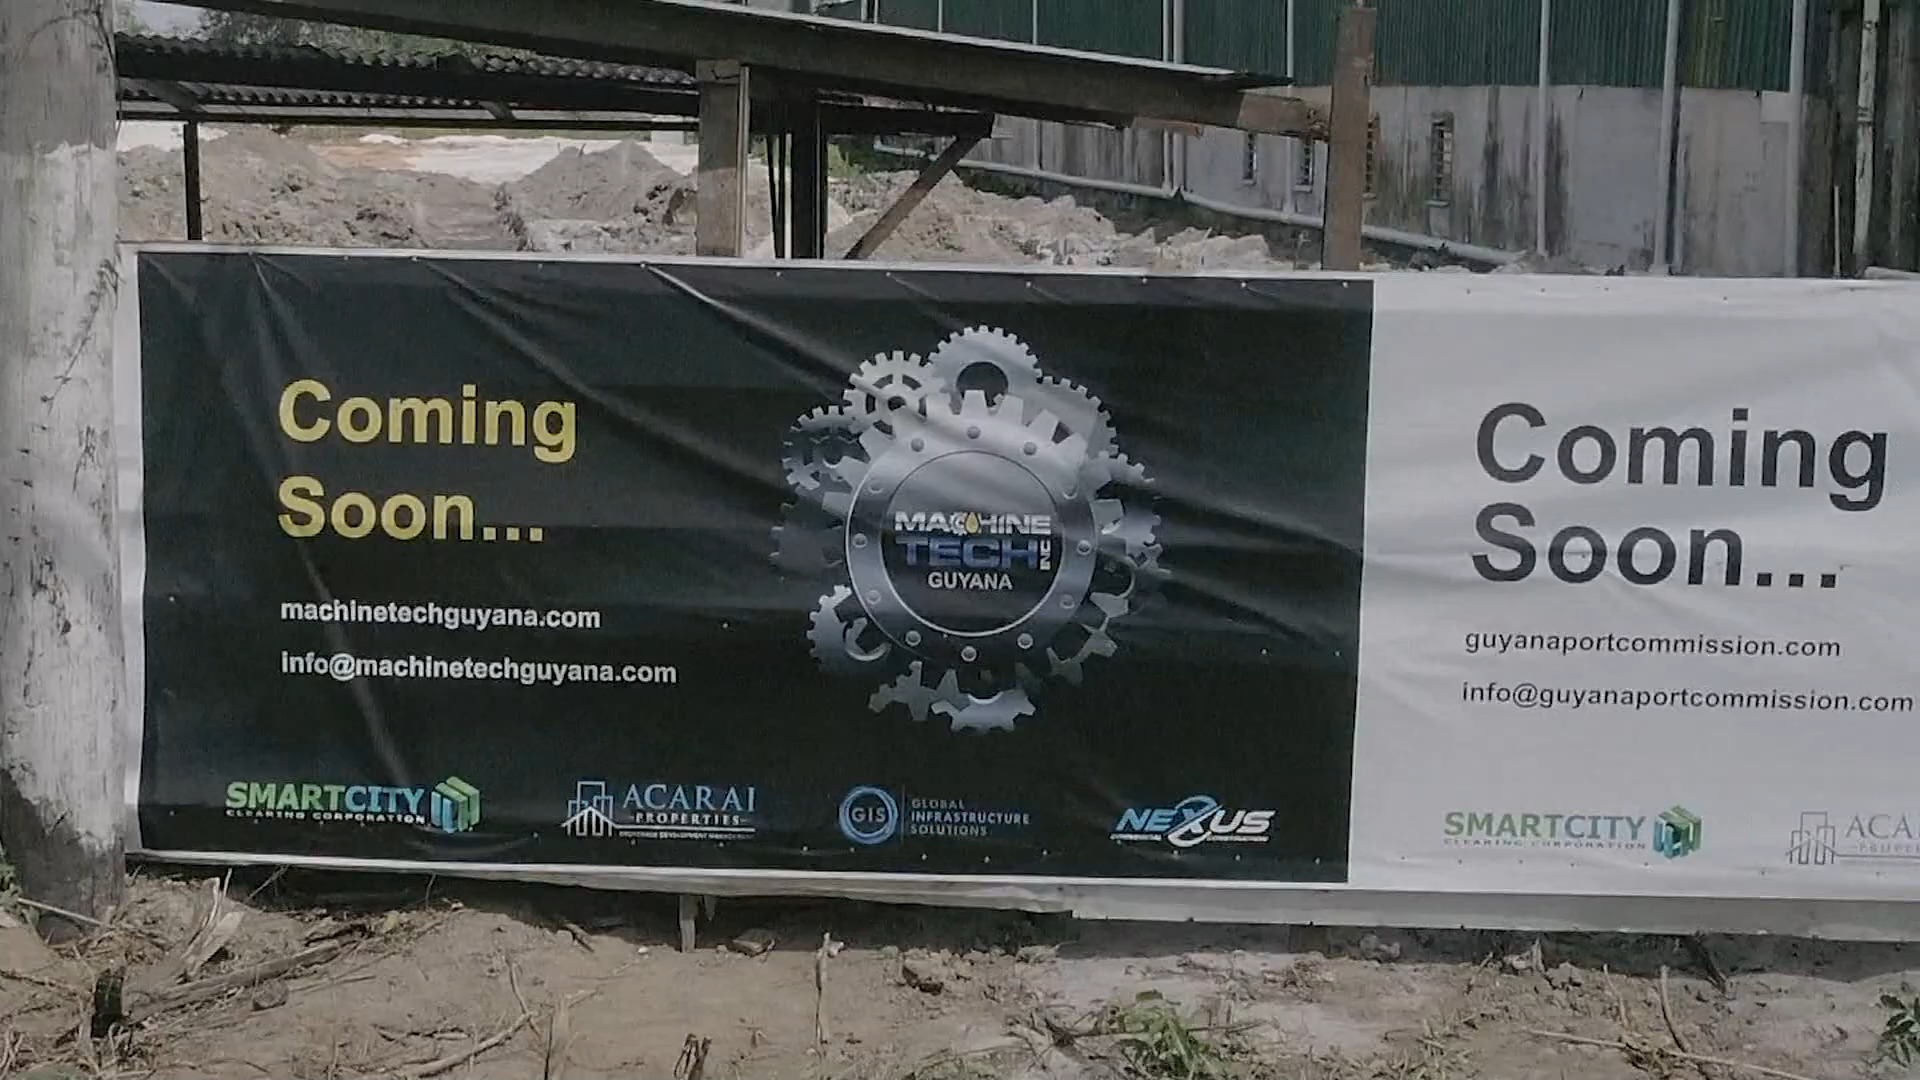 Coming
Soon...
machinetechguyana.com
info@machinetechguyana.com
MACHINE
TECH INC
GUYANA
SMARTCITY
CLEARING CORPORATION
ACARAI
PROPERTIES
GIS
GLOBAL
INFRASTRUCTURE
SOLUTIONS
NEXUS
CONSTRUCTION
Coming
Soon...
guyanaportcommission.com
info@guyanaportcommission.com
SMARTCITY
CLEARING CORPORATION